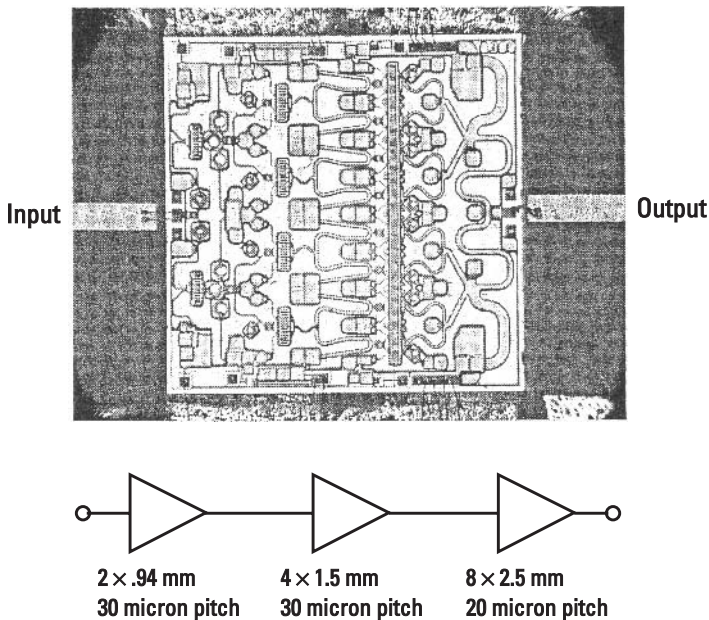 Input
Output
2 × .94 mm
30 micron pitch
4 × 1.5 mm
30 micron pitch
8 × 2.5 mm
20 micron pitch